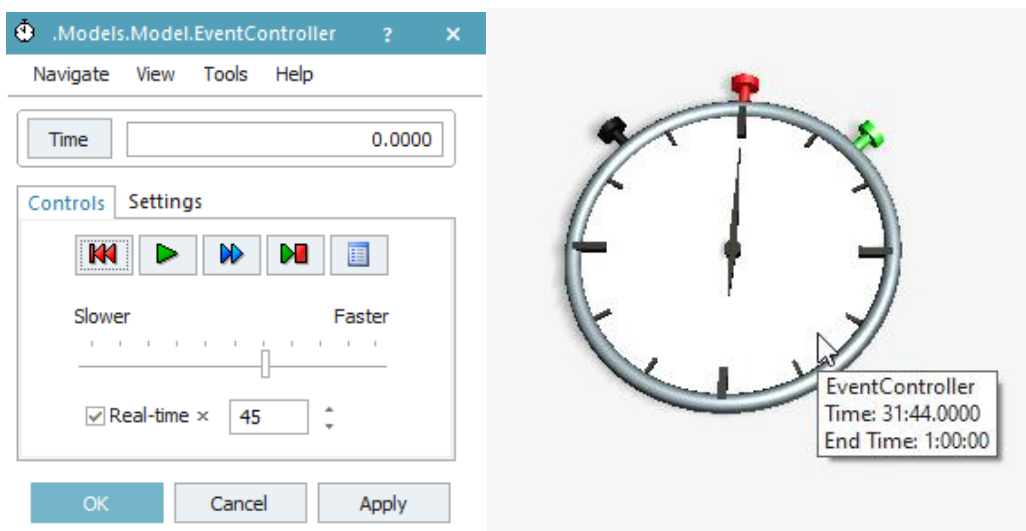 .Models.Model.EventController ? ×
Navigate View Tools Help
Time 0.0000
Controls Settings
Slower Faster
Real-time × 45
OK Cancel Apply
EventController
Time: 31:44.0000
End Time: 1:00:00